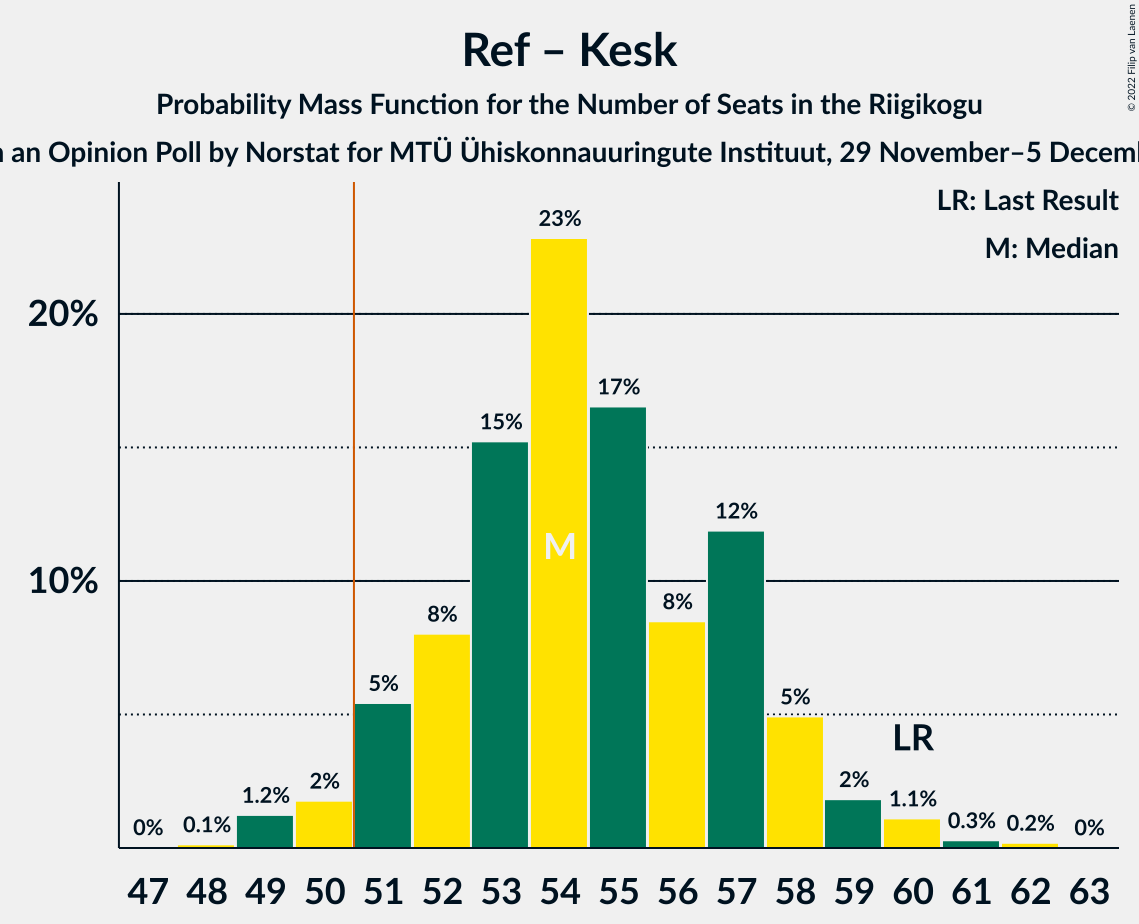 Ref – Kesk
Probability Mass Function for the Number of Seats in the Riigikogu
an Opinion Poll by Norstat for MTÜ Ühiskonnauuringute Instituut, 29 November–5
© 2022 Filip van Laenen
LR: Last Result
M: Median
20%
10%
0%
0.1%
1.2%
2%
5%
8%
15%
23%
17%
8%
12%
5%
2%
1.1%
0.3%
0.2%
0%
M
LR
47 48 49 50 51 52 53 54 55 56 57 58 59 60 61 62 63